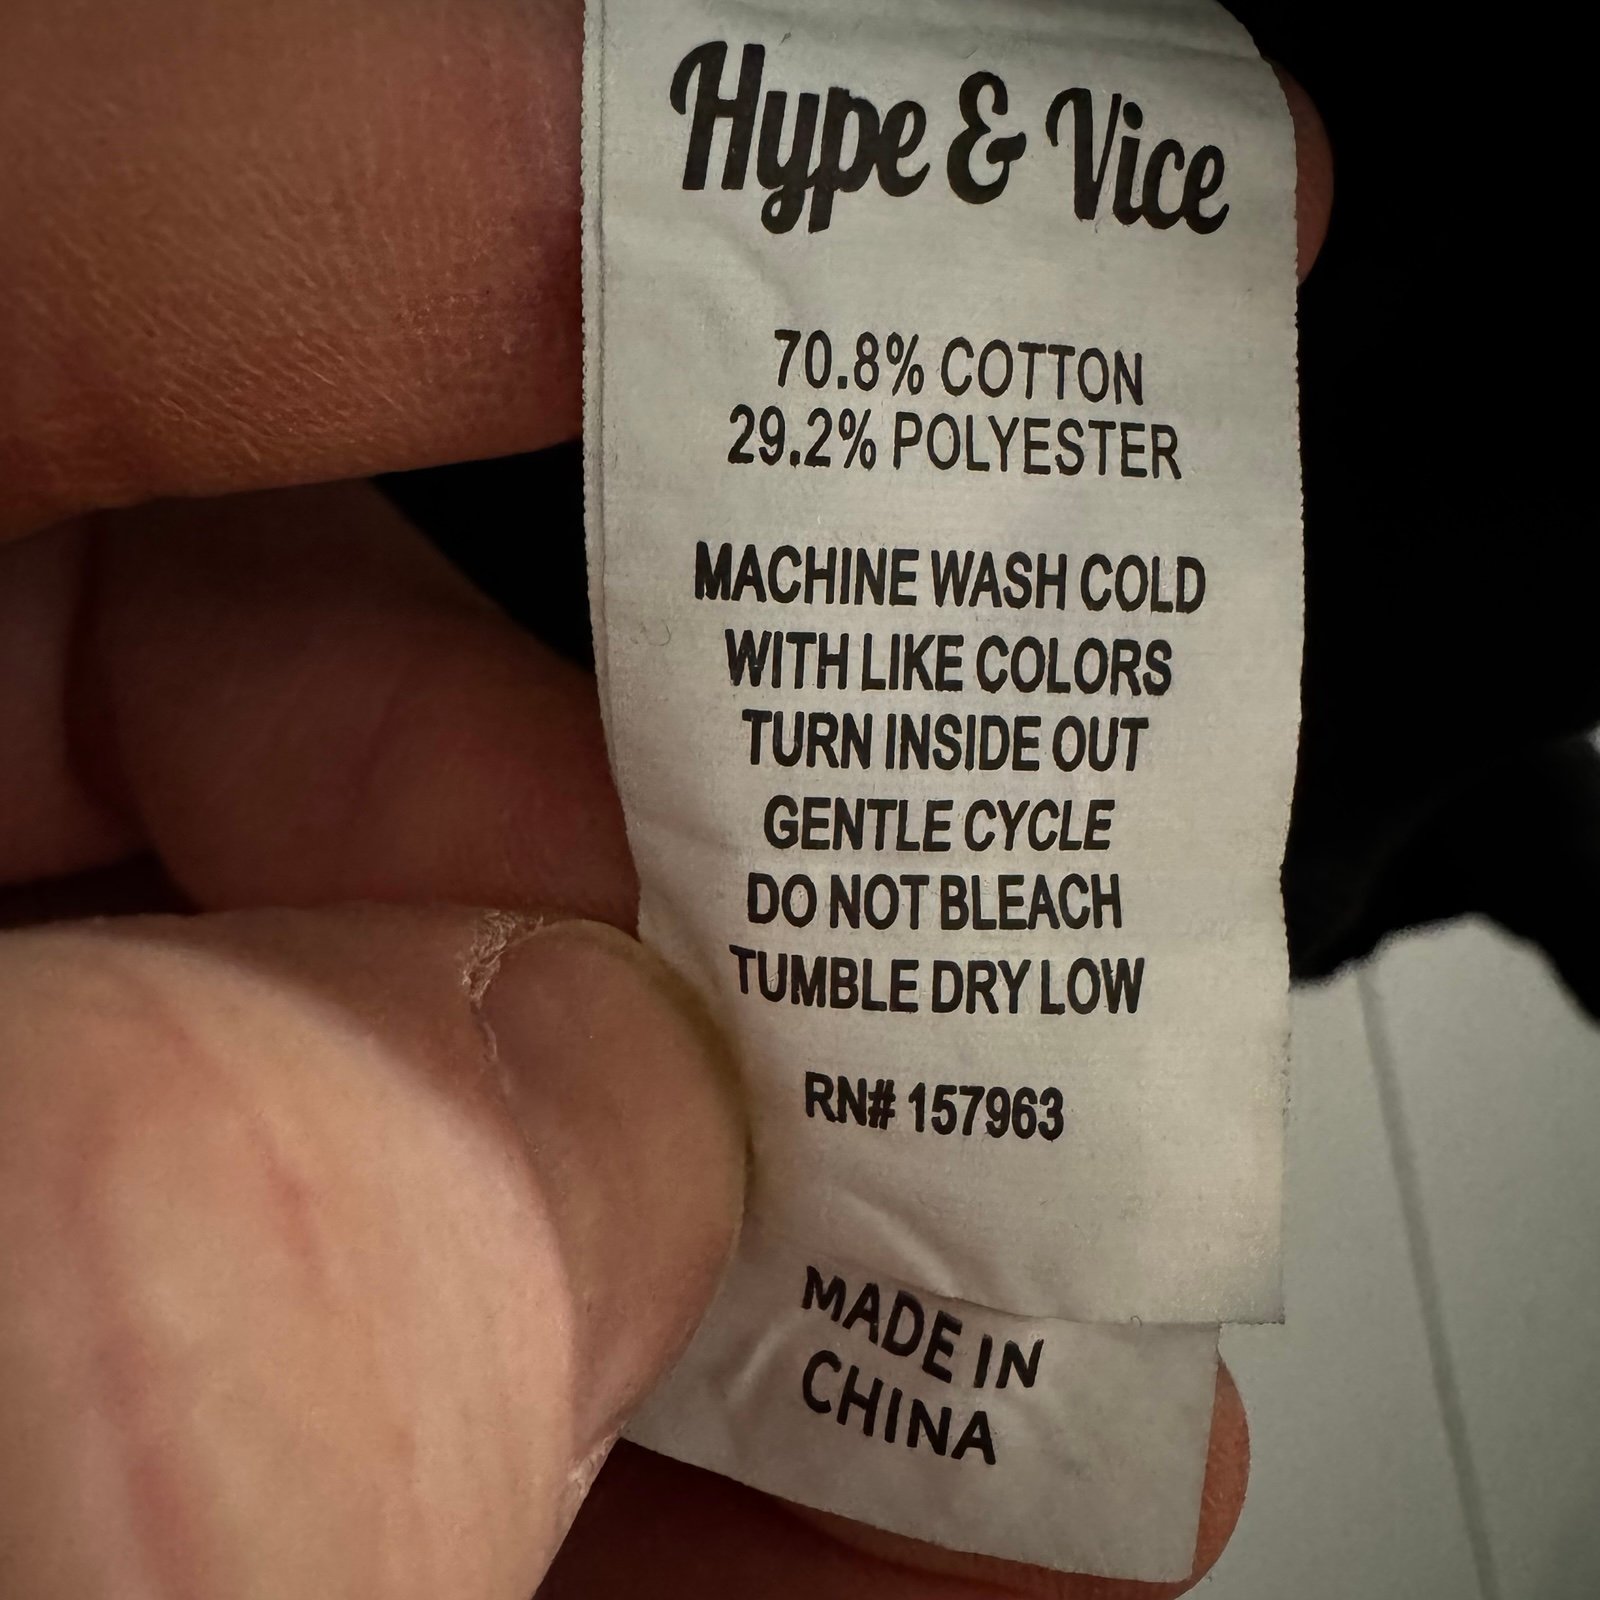 Hype & Vice
70.8% COTTON
29.2% POLYESTER
MACHINE WASH COLD
WITH LIKE COLORS
TURN INSIDE OUT
GENTLE CYCLE
DO NOT BLEACH
TUMBLE DRY LOW
RN# 157963
MADE IN
CHINA